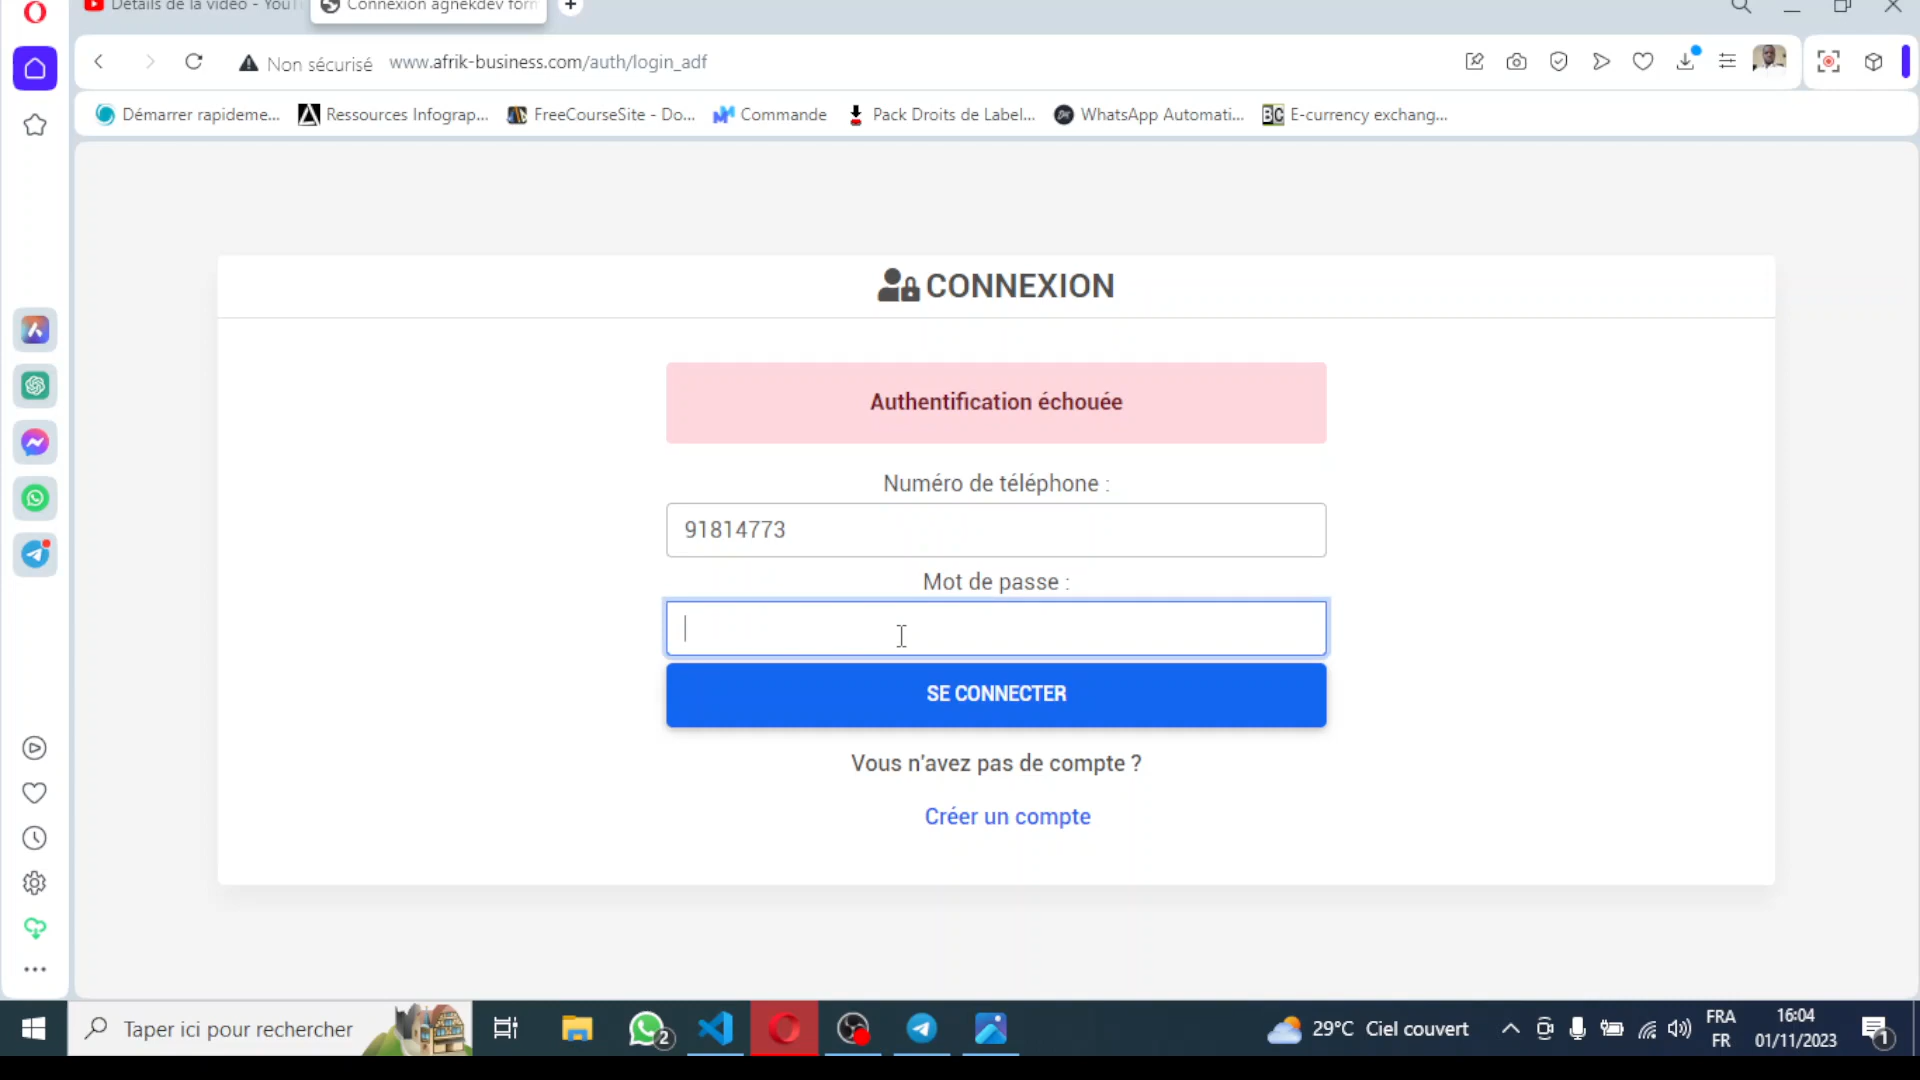 Détails de la vidéo - YouT
Connexion agnekdev form
Non sécurisé www.afrik-business.com/auth/login_adf
Démarrer rapideme... Ressources Infograp... FreeCourseSite - Do... Commande Pack Droits de Label... WhatsApp Automati... BC E-currency exchang...
CONNEXION
Authentification échouée
Numéro de téléphone :
91814773
Mot de passe :
SE CONNECTER
Vous n'avez pas de compte ?
Créer un compte
Taper ici pour rechercher
2
29°C Ciel couvert
FRA
FR
16:04
01/11/2023
1